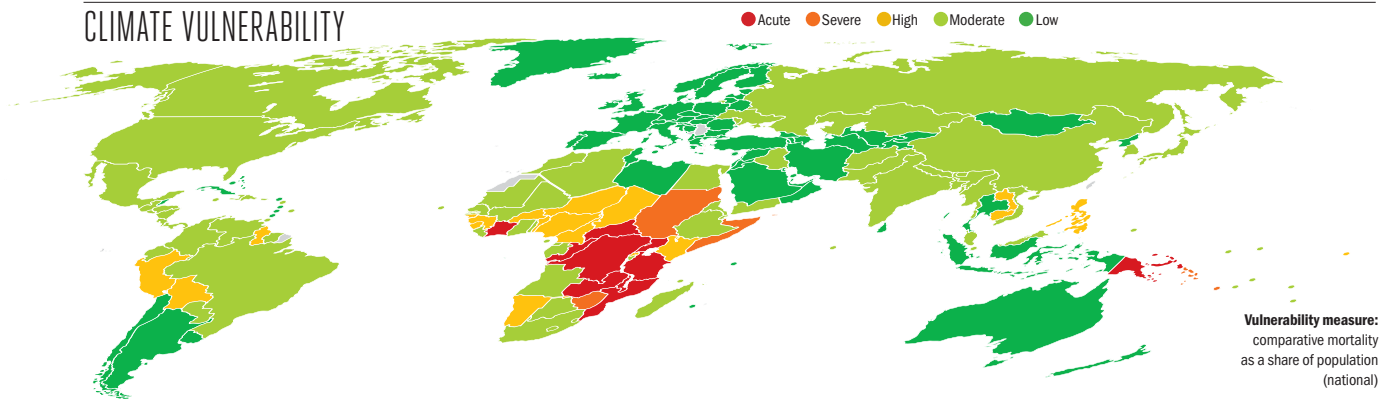 CLIMATE VULNERABILITY
Acute Severe High Moderate Low
Vulnerability measure:
comparative mortality
as a share of population
(national)